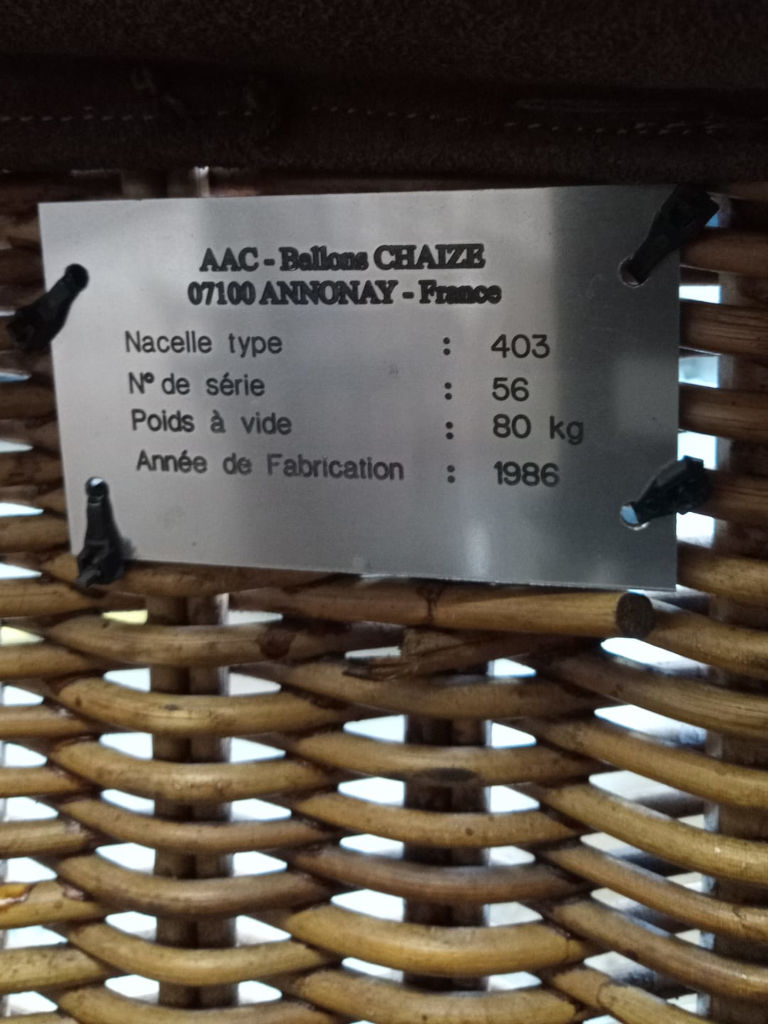 AAC - Ballons CHAIZE
07100 ANNONAY - France
Nacelle type : 403
N° de série : 56
Poids à vide : 80 kg
Année de Fabrication : 1986